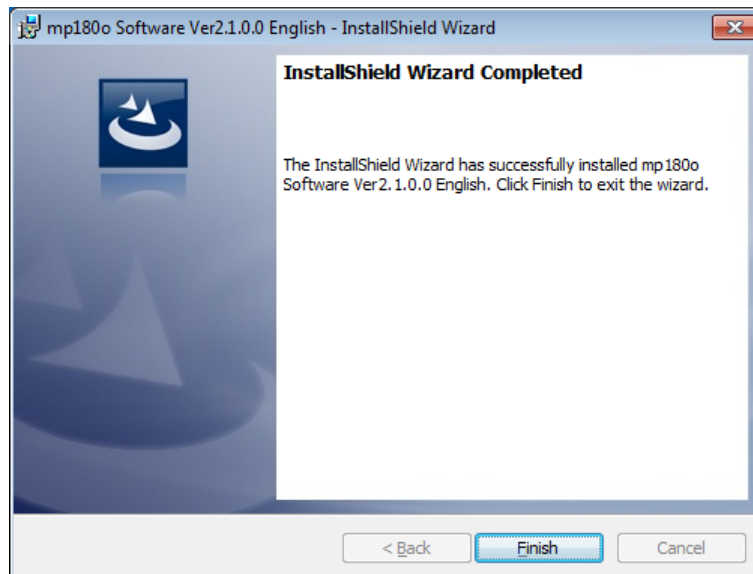 mp180o Software Ver2.1.0.0 English - InstallShield Wizard
InstallShield Wizard Completed
The InstallShield Wizard has successfully installed mp180o
Software Ver2.1.0.0 English. Click Finish to exit the wizard.
< Back
Finish
Cancel